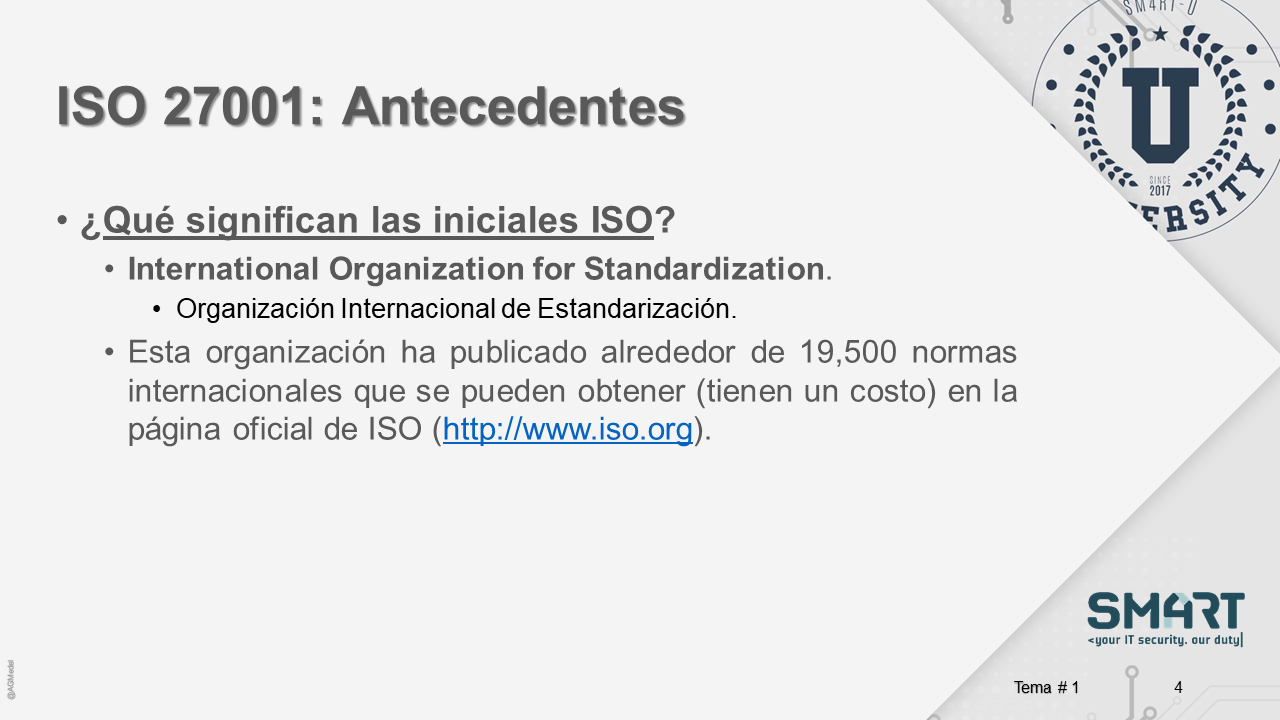 SM4RT-U
ISO 27001: Antecedentes
U
SINCE
2017
ERSITY
• ¿Qué significan las iniciales ISO?
• International Organization for Standardization.
• Organización Internacional de Estandarización.
• Esta organización ha publicado alrededor de 19,500 normas
internacionales que se pueden obtener (tienen un costo) en la
página oficial de ISO (http://www.iso.org).
SM4RT
<your IT security. our duty|
@AGMedel
Tema # 1
4